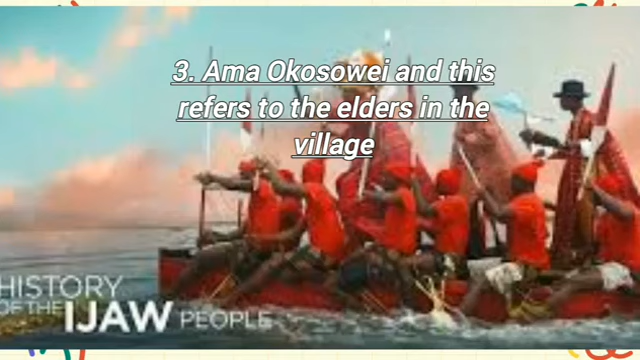 3. Ama Okosowei and this
refers to the elders in the
village
HISTORY
OF THE IJAW PEOPLE